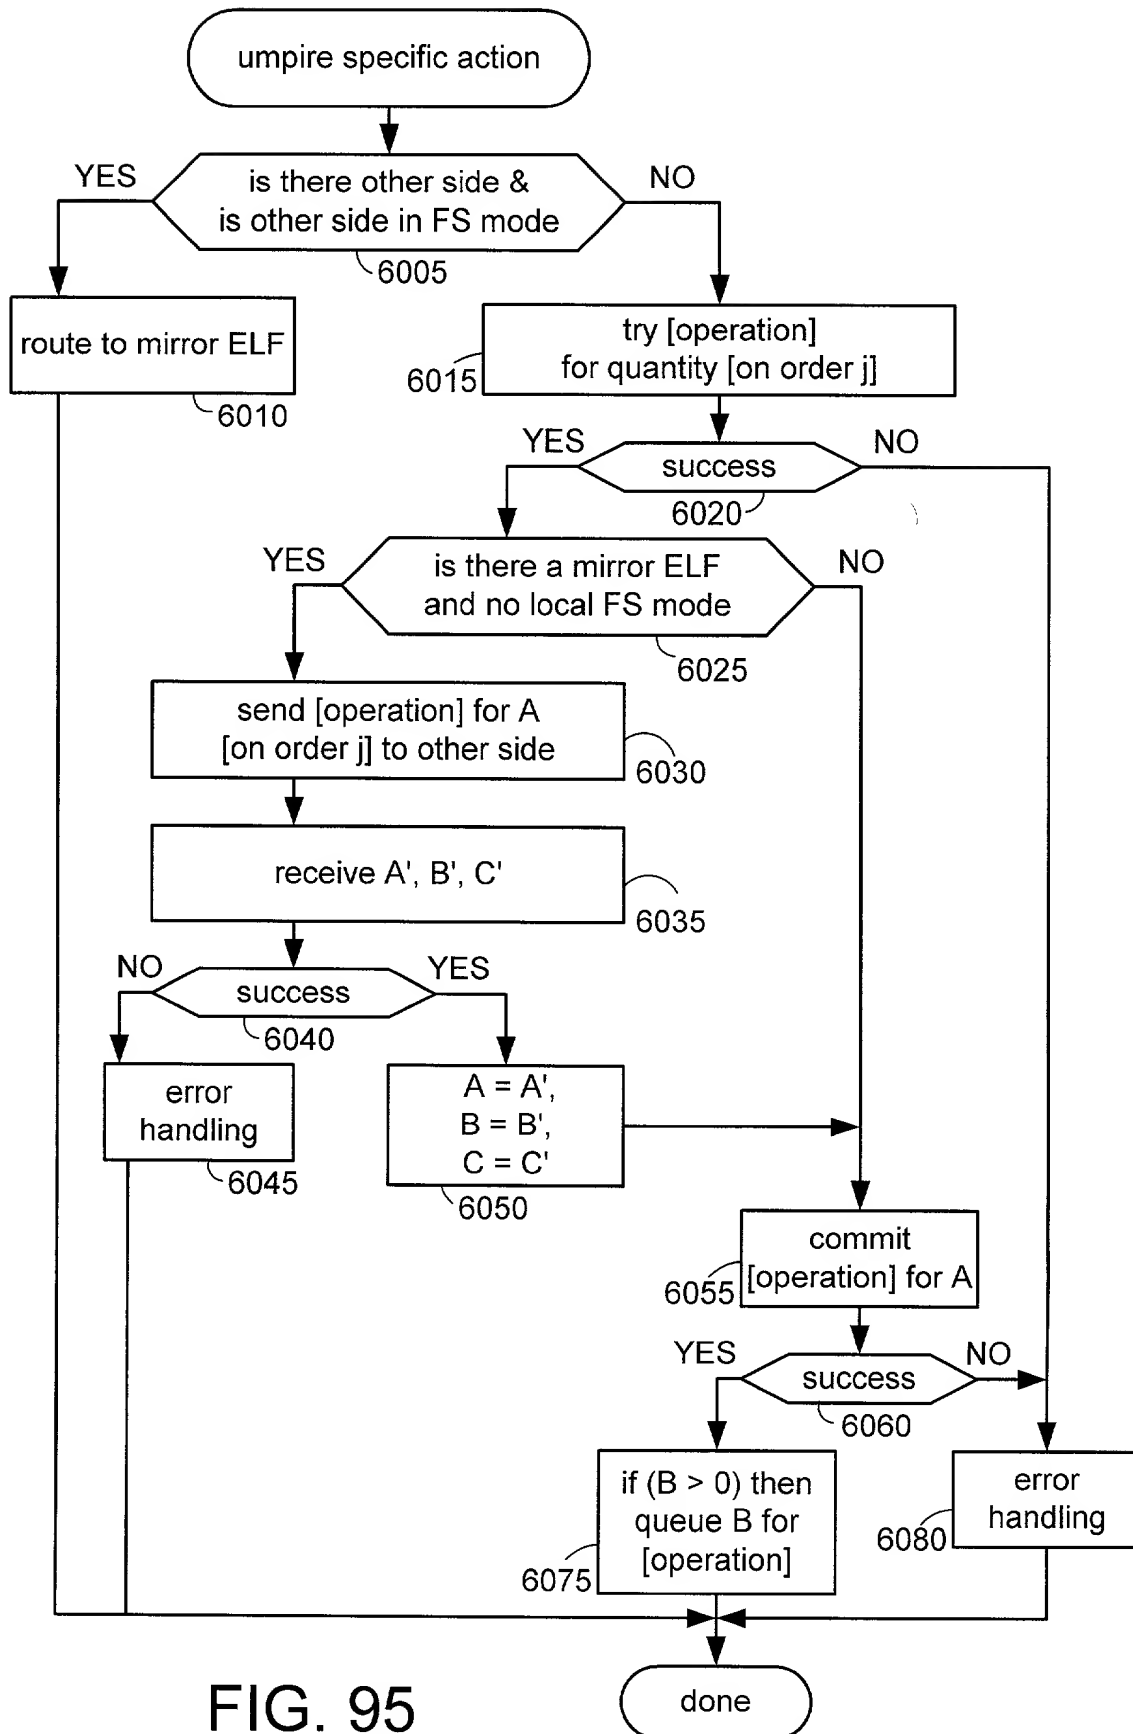 umpire specific action
YES
is there other side &
is other side in FS mode
NO
6005
route to mirror ELF
6010
try [operation]
for quantity [on order j]
6015
YES
success
NO
6020
YES
is there a mirror ELF
and no local FS mode
NO
6025
send [operation] for A
[on order j] to other side
6030
receive A', B', C'
6035
NO
success
YES
6040
error
handling
6045
A = A',
B = B',
C = C'
6050
commit
[operation] for A
6055
YES
success
NO
6060
if (B > 0) then
queue B for
[operation]
6075
error
handling
6080
done
FIG. 95